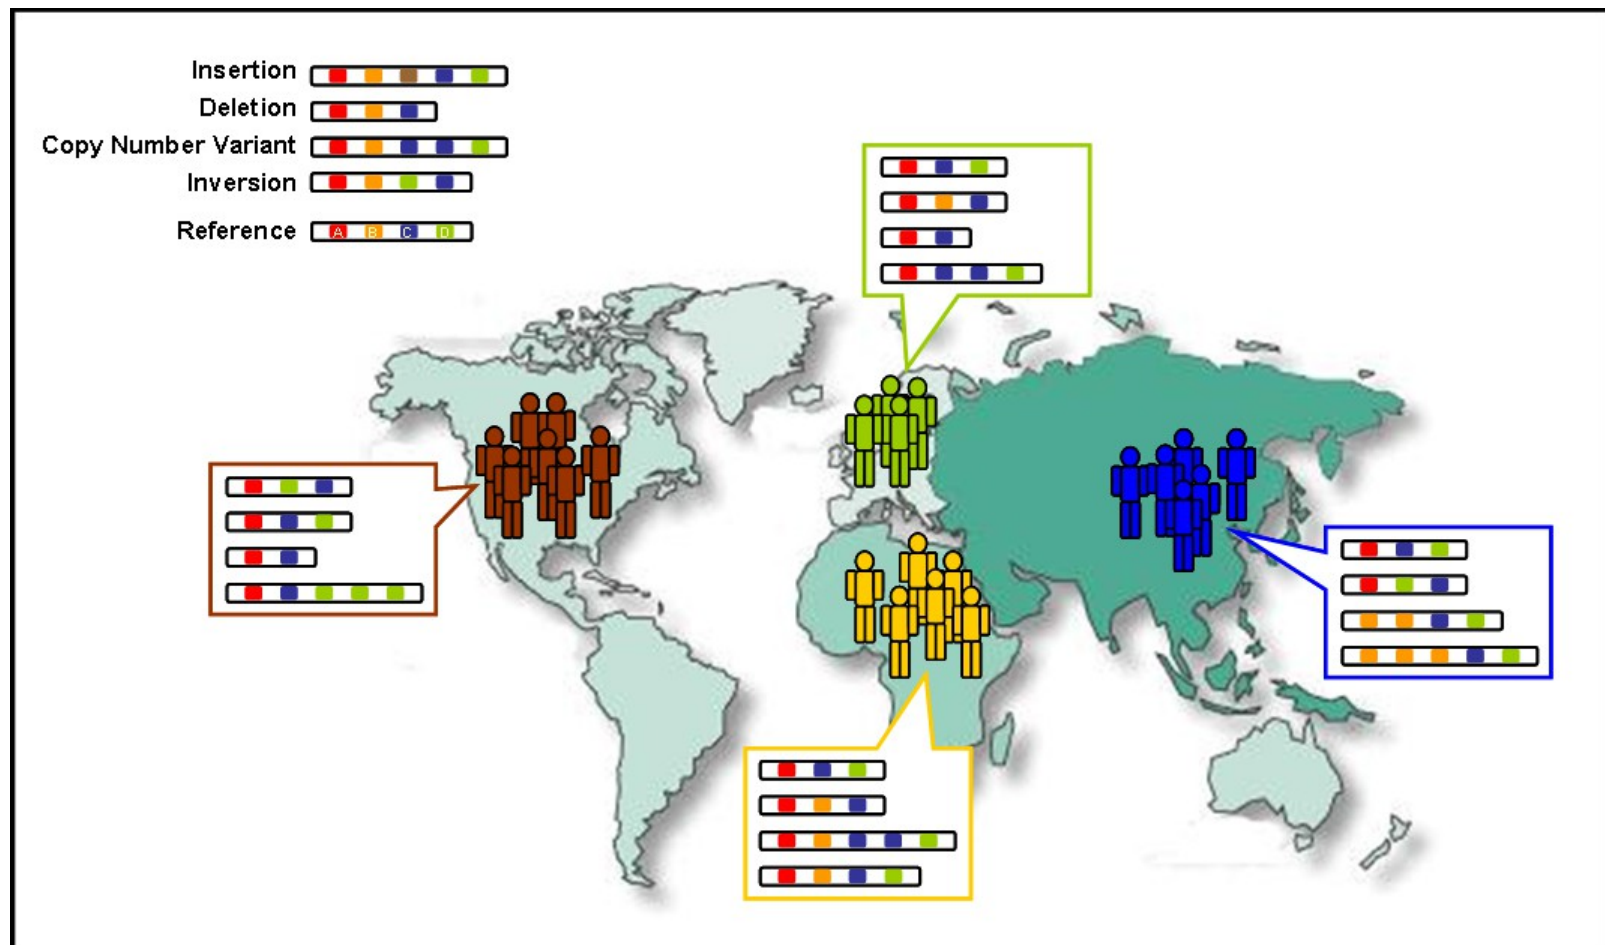 Insertion
Deletion
Copy Number Variant
Inversion
Reference A B C D